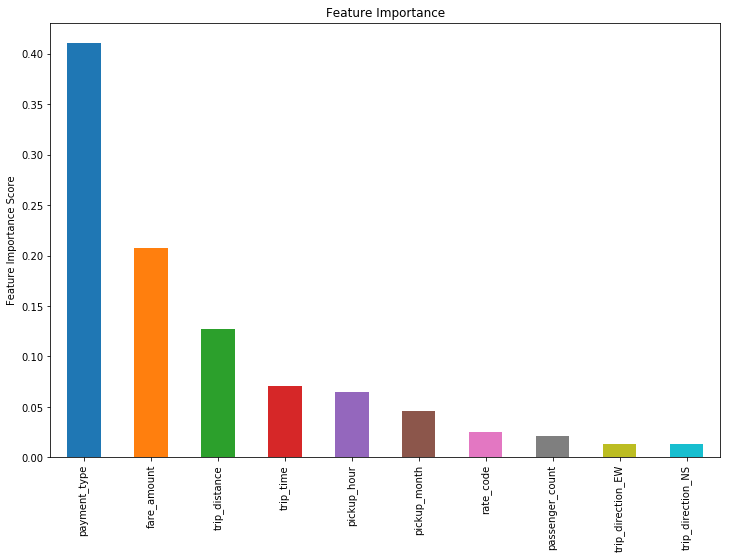 Feature Importance
Feature Importance Score
0.40
0.35
0.30
0.25
0.20
0.15
0.10
0.05
0.00
payment_type
fare_amount
trip_distance
trip_time
pickup_hour
pickup_month
rate_code
passenger_count
trip_direction_EW
trip_direction_NS